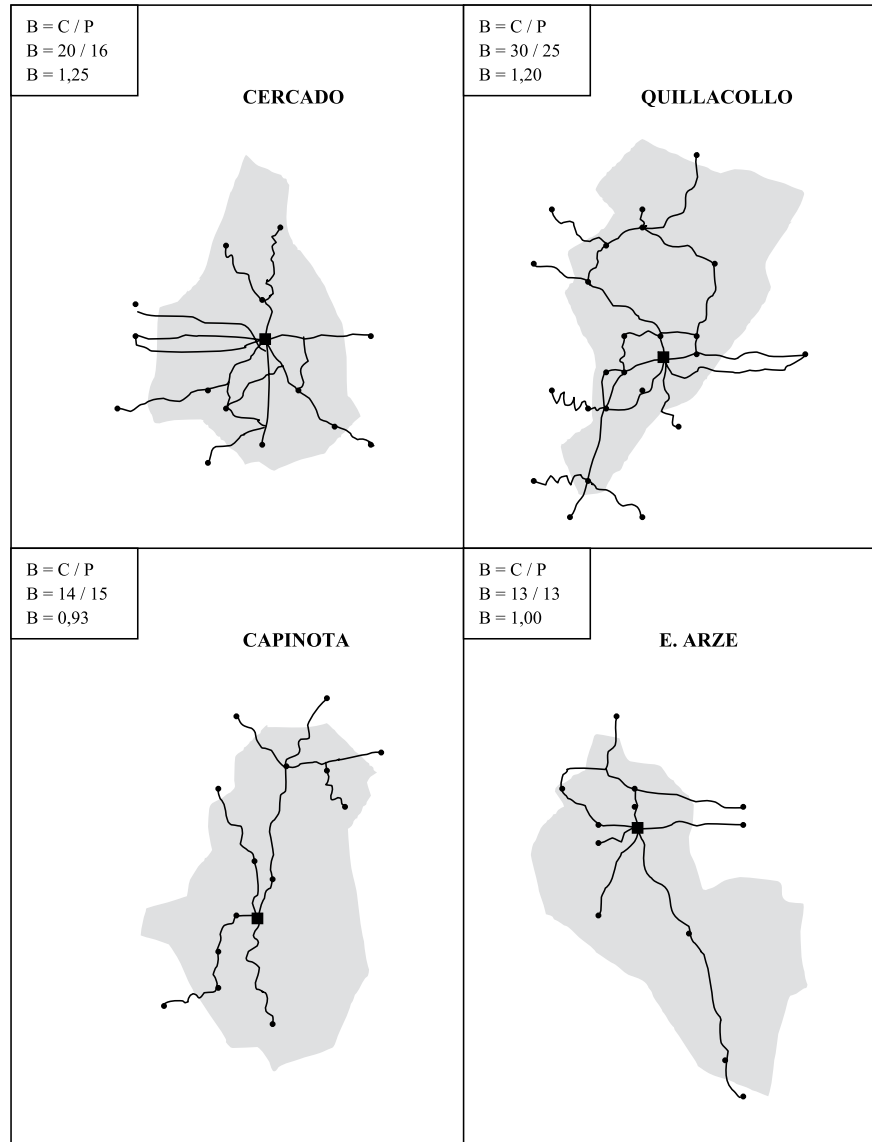 B = C / P
B = 20 / 16
B = 1,25
CERCADO
B = C / P
B = 30 / 25
B = 1,20
QUILLACOLLO
B = C / P
B = 14 / 15
B = 0,93
CAPINOTA
B = C / P
B = 13 / 13
B = 1,00
E. ARZE